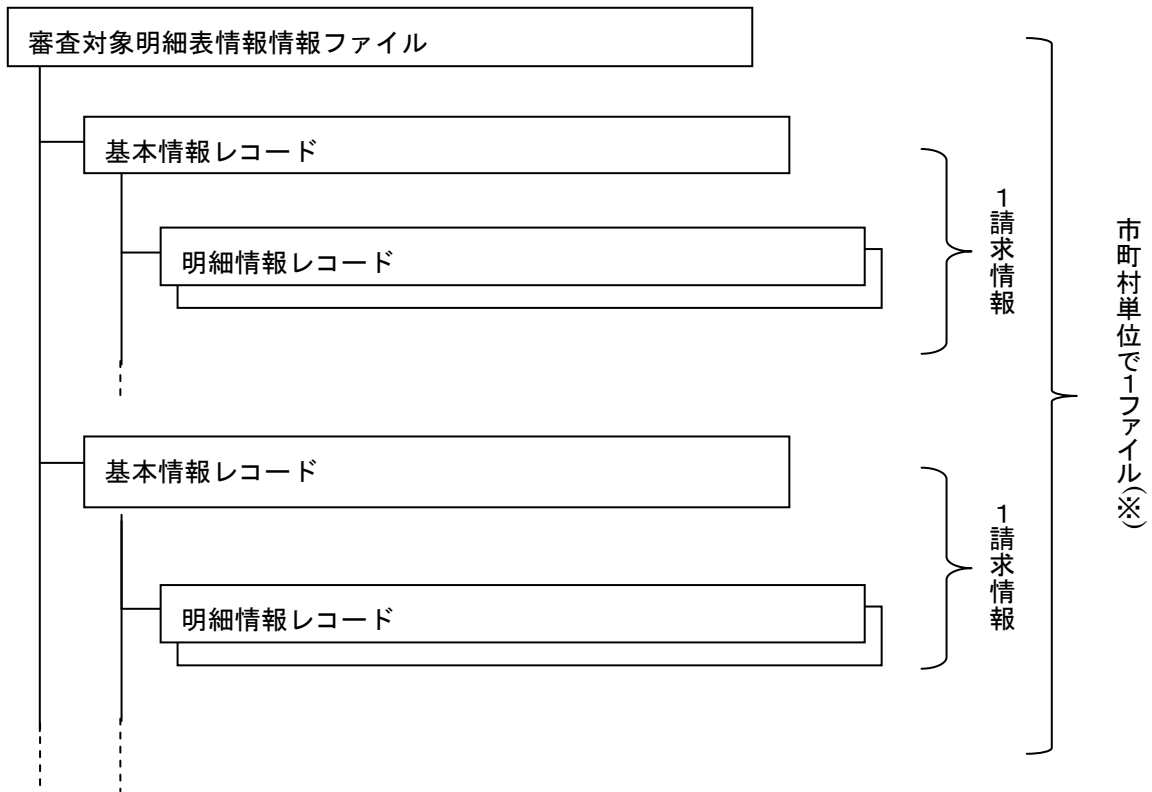 審査対象明細表情報情報ファイル
基本情報レコード
明細情報レコード
1請求情報
基本情報レコード
明細情報レコード
1請求情報
市町村単位で1ファイル(※)